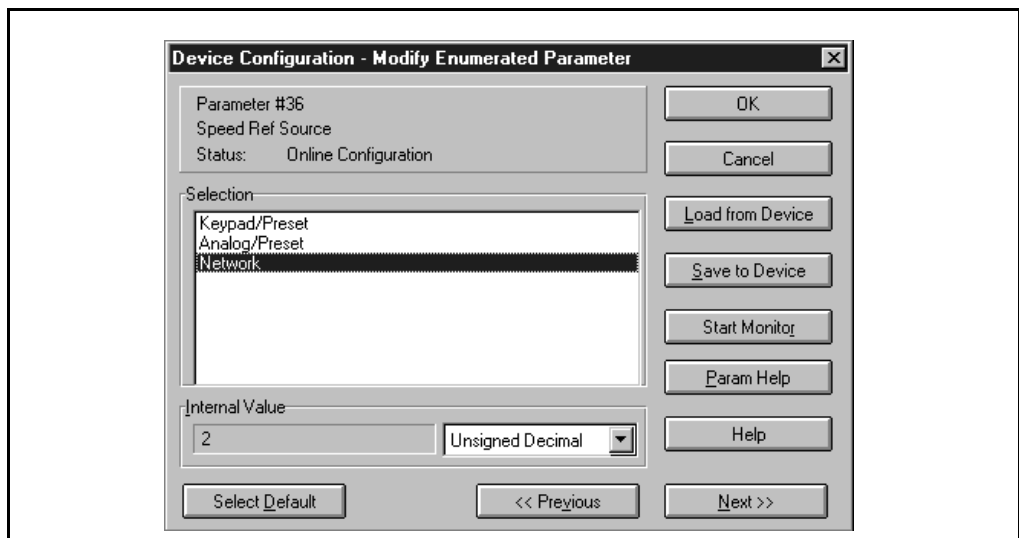 Device Configuration - Modify Enumerated Parameter
Parameter #36
Speed Ref Source
Status: Online Configuration
OK
Cancel
Selection
Keypad/Preset
Analog/Preset
Network
Load from Device
Save to Device
Start Monitor
Param Help
Internal Value
2
Unsigned Decimal
Help
Select Default
<< Previous
Next >>